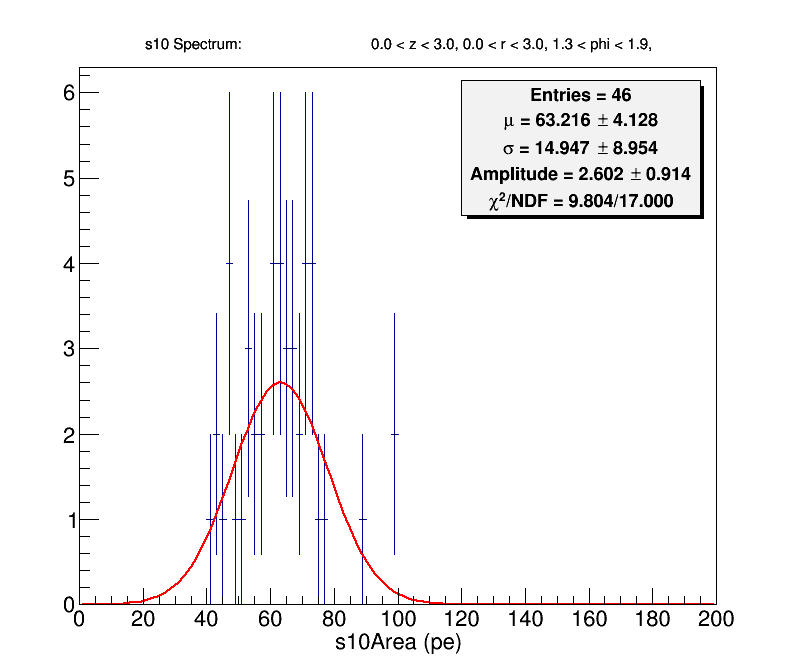 s10 Spectrum: 0.0 < z < 3.0, 0.0 < r < 3.0, 1.3 < phi < 1.9,
Entries = 46
μ = 63.216 ± 4.128
σ = 14.947 ± 8.954
Amplitude = 2.602 ± 0.914
χ²/NDF = 9.804/17.000
6
5
4
3
2
1
0
0 20 40 60 80 100 120 140 160 180 200
s10Area (pe)